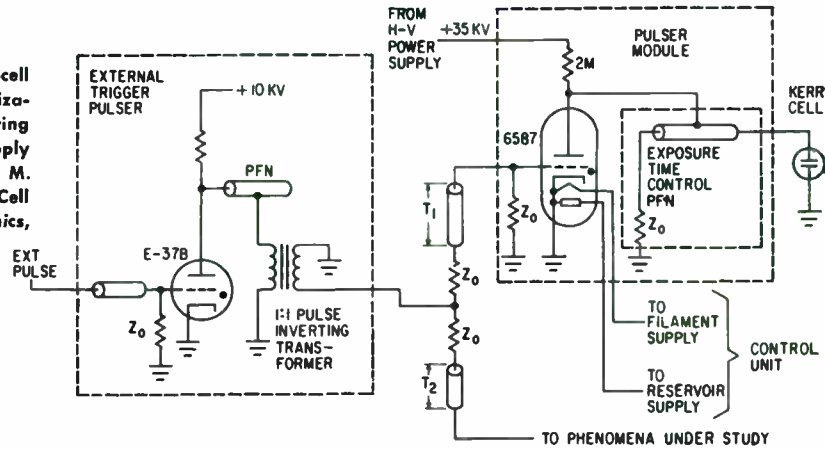 -cell
iza-
ring
pply
M.
Cell
nics,
EXT
PULSE
EXTERNAL
TRIGGER
PULSER
+10 KV
PFN
E-37B
Z₀
1:1 PULSE
INVERTING
TRANS-
FORMER
FROM
H-V
POWER
SUPPLY
+35 KV
PULSER
MODULE
2M
6587
T₁
Z₀
Z₀
Z₀
T₂
EXPOSURE
TIME
CONTROL
PFN
Z₀
KERR
CELL
TO
FILAMENT
SUPPLY
TO
RESERVOIR
SUPPLY
CONTROL
UNIT
TO PHENOMENA UNDER STUDY